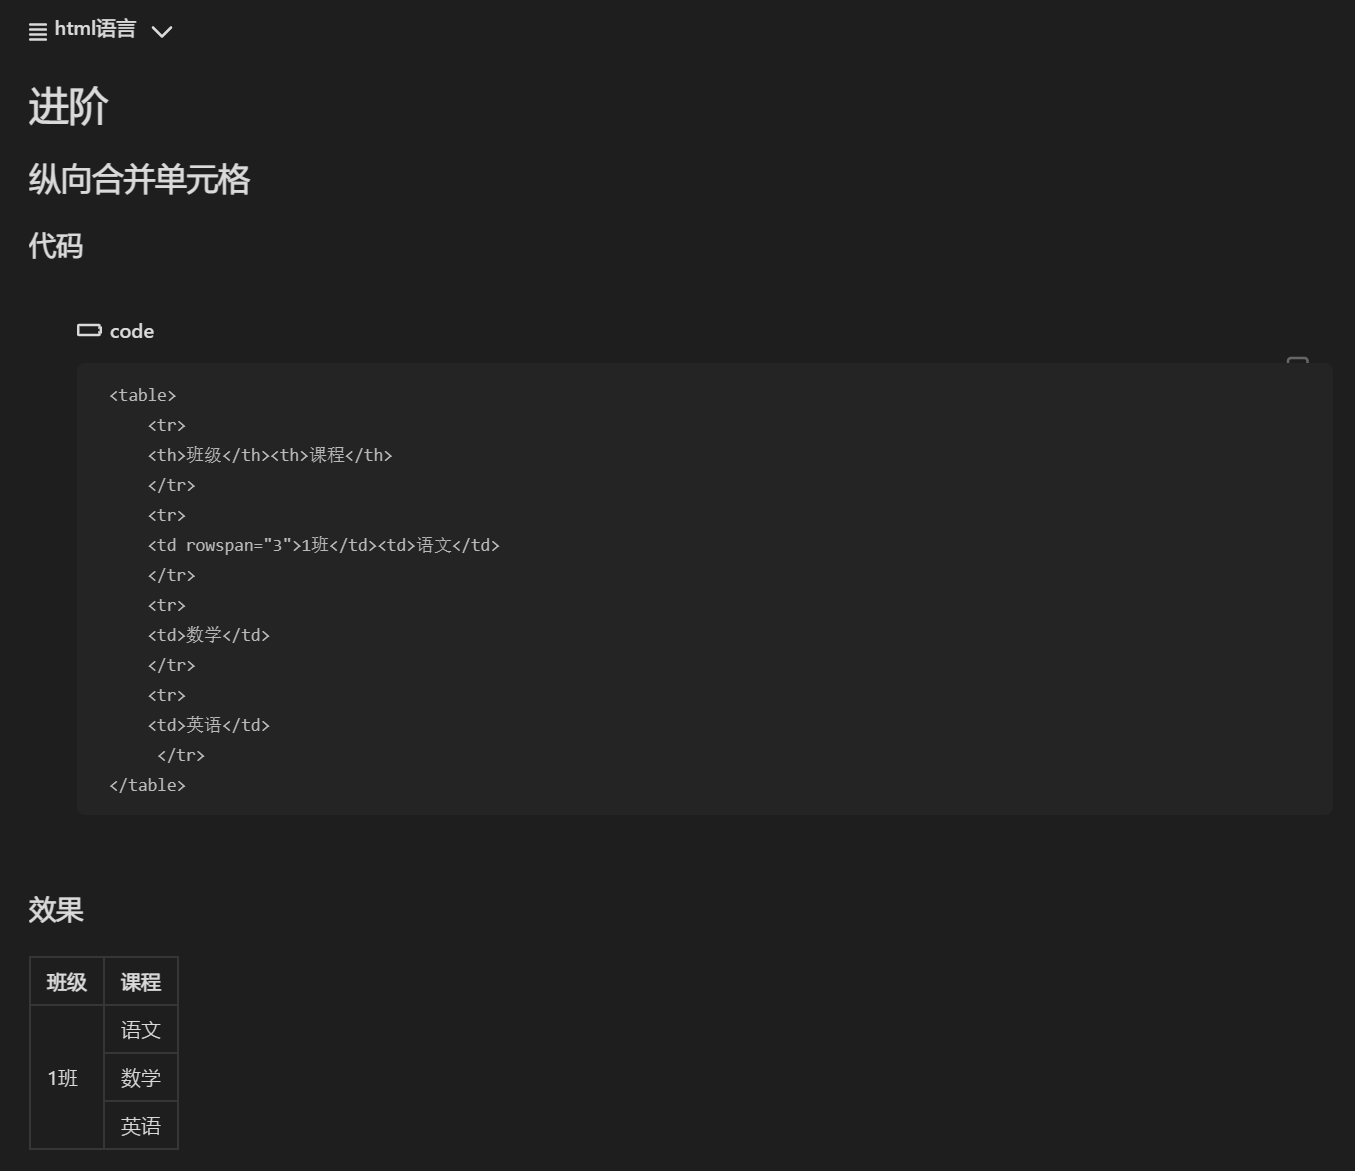 html语言
进阶
纵向合并单元格
代码
code
<table>
    <tr>
    <th>班级</th><th>课程</th>
    </tr>
    <tr>
    <td rowspan="3">1班</td><td>语文</td>
    </tr>
    <tr>
    <td>数学</td>
    </tr>
    <tr>
    <td>英语</td>
     </tr>
</table>
效果
班级 课程
语文
1班 数学
英语